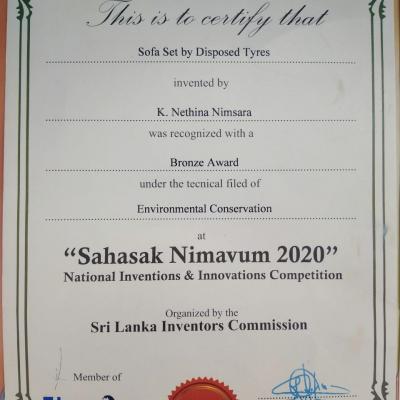 This is to certify that
Sofa Set by Disposed Tyres
invented by
K. Nethina Nimsara
was recognized with a
Bronze Award
under the tecnical filed of
Environmental Conservation
at
“Sahasak Nimavum 2020”
National Inventions & Innovations Competition
Organized by the
Sri Lanka Inventors Commission
Member of